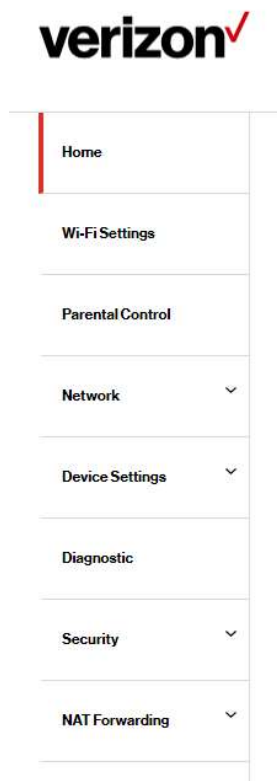 verizon
Home
Wi-Fi Settings
Parental Control
Network
Device Settings
Diagnostic
Security
NAT Forwarding